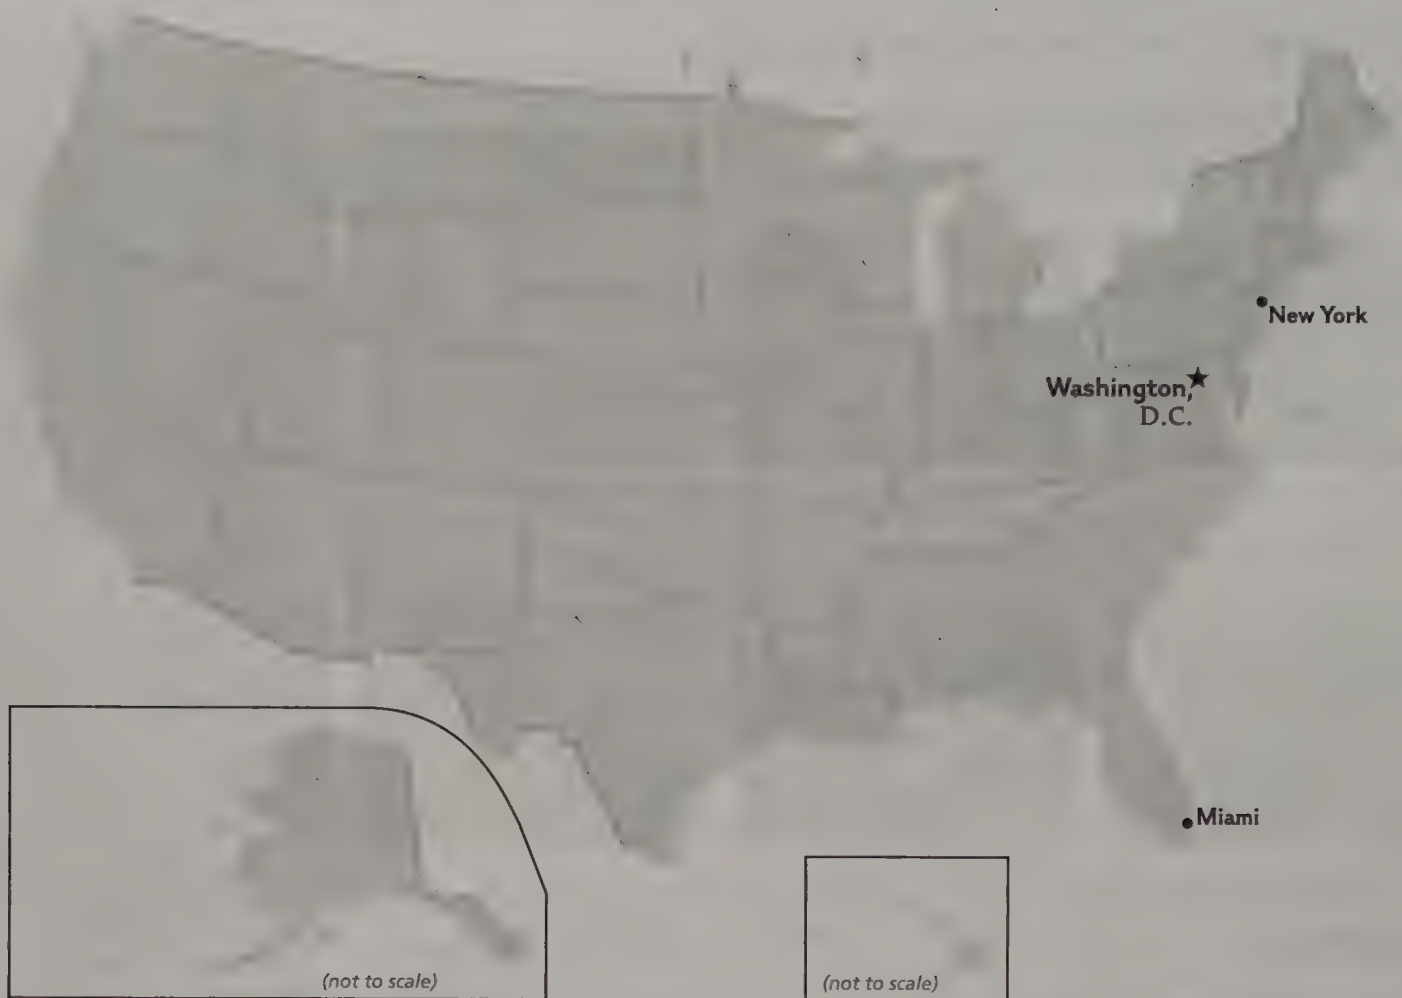 New York
Washington,
D.C.
Miami
(not to scale)
(not to scale)